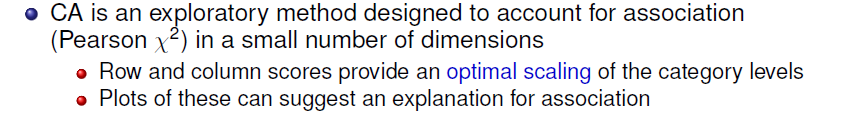 CA is an exploratory method designed to account for association
(Pearson χ²) in a small number of dimensions
Row and column scores provide an optimal scaling of the category levels
Plots of these can suggest an explanation for association